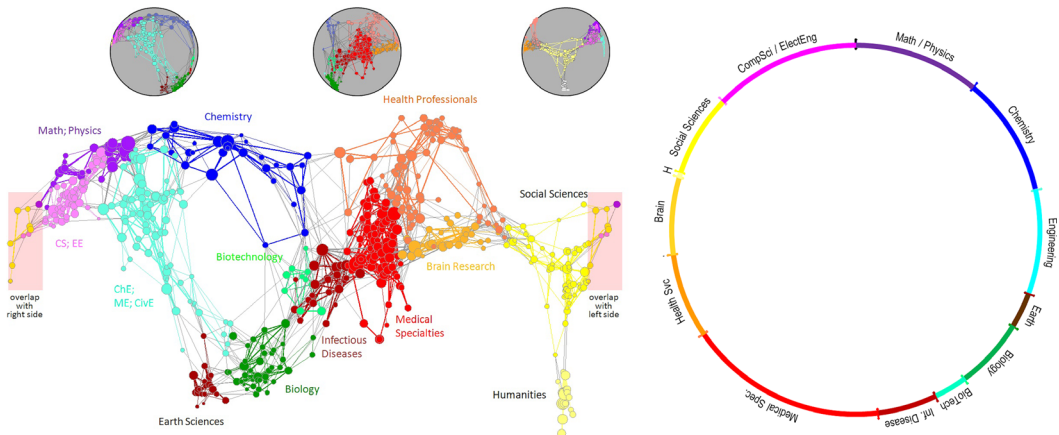 Health Professionals
Chemistry
Math; Physics
Social Sciences
CS; EE
Biotechnology
Brain Research
overlap
with
right side
ChE;
ME; CivE
overlap
with
left side
Medical
Specialties
Infectious
Diseases
Biology
Humanities
Earth Sciences
CompSci / ElectEng
Math / Physics
Chemistry
Engineering
Earth
Biology
BioTech
Inf. Disease
Medical Spec.
Health Svc.
Brain
H
Social Sciences